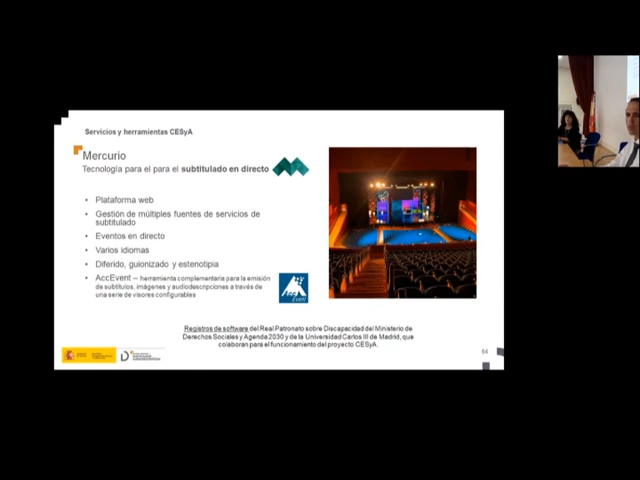 Servicios y herramientas CESyA
Mercurio
Tecnología para el para el subtitulado en directo
• Plataforma web
• Gestión de múltiples fuentes de servicios de
subtitulado
• Eventos en directo
• Varios idiomas
• Diferido, guionizado y estenotipia
• AccEvent – herramienta complementaria para la emisión
de subtítulos, imágenes y audiodescripciones a través de
una serie de visores configurables
Event
Registros de software del Real Patronato sobre Discapacidad del Ministerio de
Derechos Sociales y Agenda 2030 y de la Universidad Carlos III de Madrid, que
colaboran para el funcionamiento del proyecto CESyA.
64